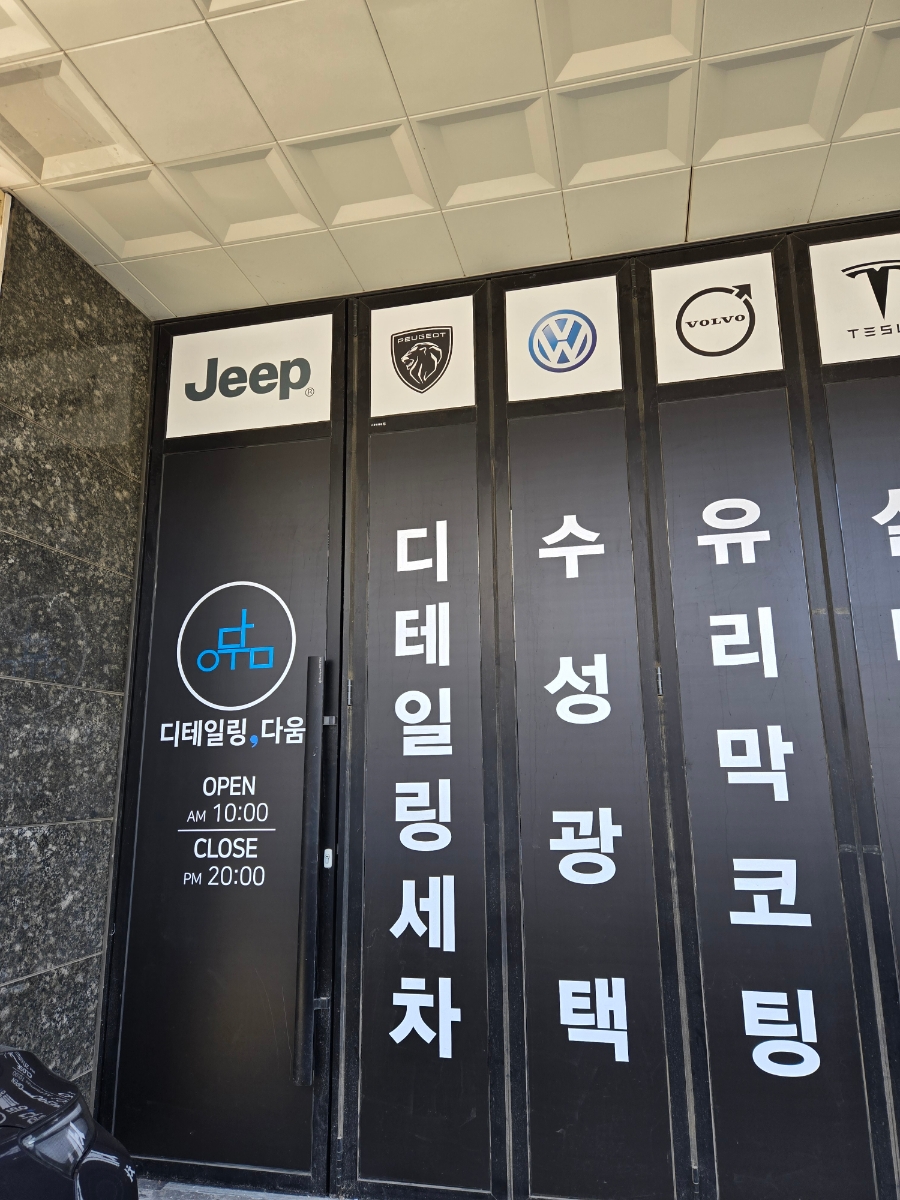 Jeep®
PEUGEOT
VOLVO
디테일링,다움
OPEN
AM 10:00
CLOSE
PM 20:00
디테일링세차
수성광택
유리막코팅